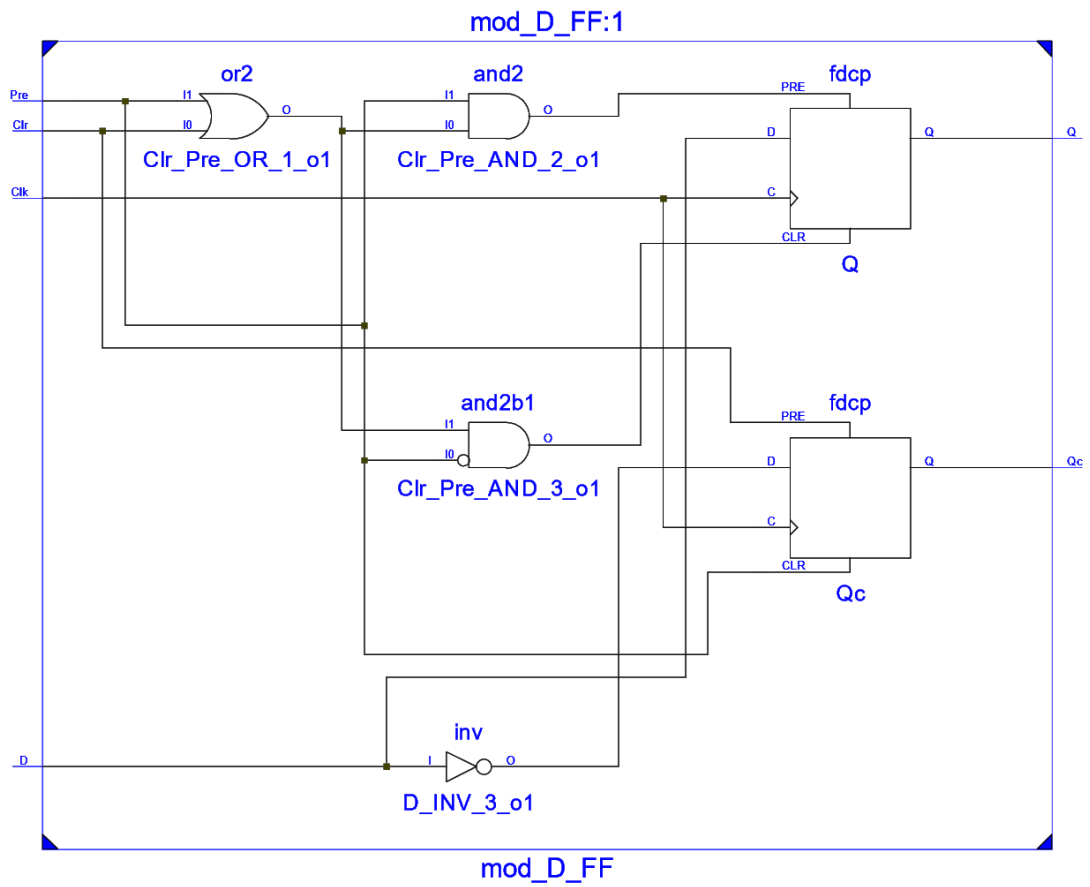 mod_D_FF:1
or2
and2
fdcp
Pre
I1
I1
PRE
O
O
Clr
I0
I0
D
Q
Q
Clr_Pre_OR_1_o1
Clr_Pre_AND_2_o1
Clk
C
CLR
Q
and2b1
fdcp
PRE
I1
O
I0
D
Q
Qc
Clr_Pre_AND_3_o1
C
CLR
Qc
inv
D
I
O
D_INV_3_o1
mod_D_FF